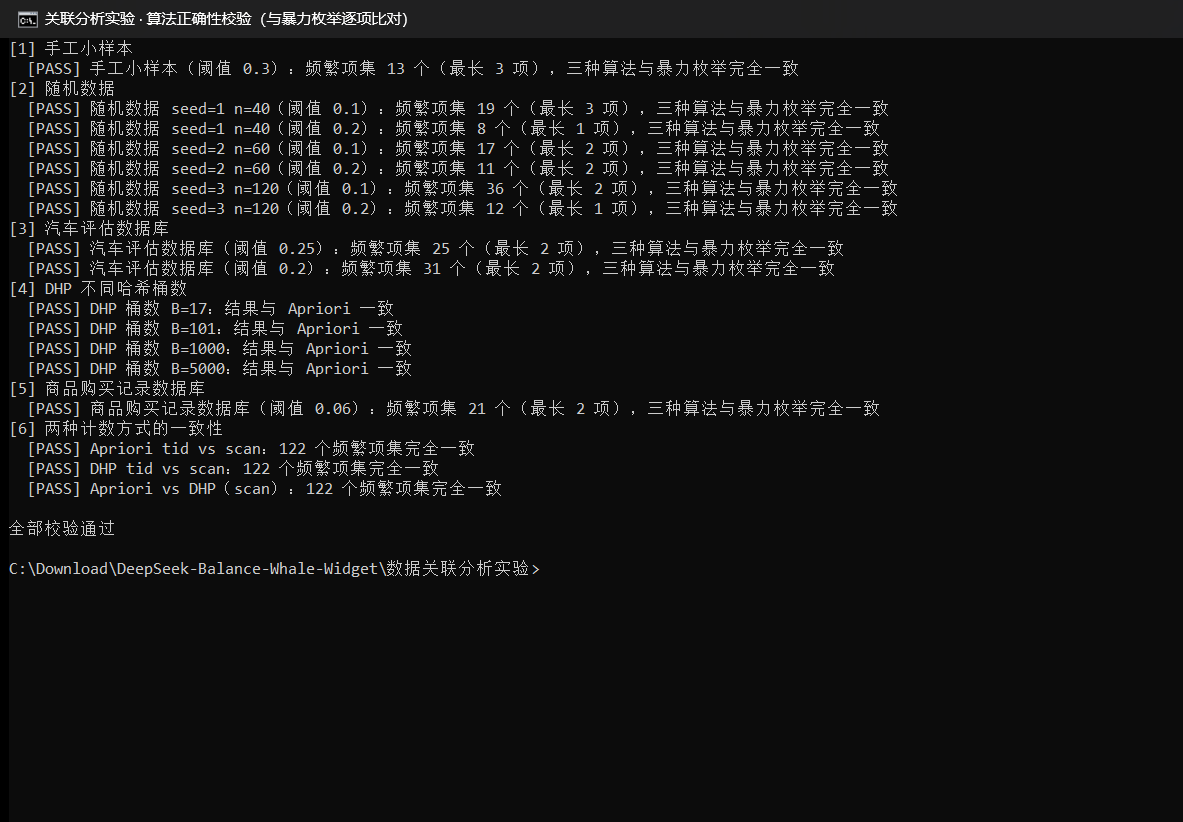 关联分析实验 · 算法正确性校验（与暴力枚举逐项比对）
[1] 手工小样本
[PASS] 手工小样本（阈值 0.3）: 频繁项集 13 个（最长 3 项），三种算法与暴力枚举完全一致
[2] 随机数据
[PASS] 随机数据 seed=1 n=40（阈值 0.1）: 频繁项集 19 个（最长 3 项），三种算法与暴力枚举完全一致
[PASS] 随机数据 seed=1 n=40（阈值 0.2）: 频繁项集 8 个（最长 1 项），三种算法与暴力枚举完全一致
[PASS] 随机数据 seed=2 n=60（阈值 0.1）: 频繁项集 17 个（最长 2 项），三种算法与暴力枚举完全一致
[PASS] 随机数据 seed=2 n=60（阈值 0.2）: 频繁项集 11 个（最长 2 项），三种算法与暴力枚举完全一致
[PASS] 随机数据 seed=3 n=120（阈值 0.1）: 频繁项集 36 个（最长 2 项），三种算法与暴力枚举完全一致
[PASS] 随机数据 seed=3 n=120（阈值 0.2）: 频繁项集 12 个（最长 1 项），三种算法与暴力枚举完全一致
[3] 汽车评估数据库
[PASS] 汽车评估数据库（阈值 0.25）: 频繁项集 25 个（最长 2 项），三种算法与暴力枚举完全一致
[PASS] 汽车评估数据库（阈值 0.2）: 频繁项集 31 个（最长 2 项），三种算法与暴力枚举完全一致
[4] DHP 不同哈希桶数
[PASS] DHP 桶数 B=17: 结果与 Apriori 一致
[PASS] DHP 桶数 B=101: 结果与 Apriori 一致
[PASS] DHP 桶数 B=1000: 结果与 Apriori 一致
[PASS] DHP 桶数 B=5000: 结果与 Apriori 一致
[5] 商品购买记录数据库
[PASS] 商品购买记录数据库（阈值 0.06）: 频繁项集 21 个（最长 2 项），三种算法与暴力枚举完全一致
[6] 两种计数方式的一致性
[PASS] Apriori tid vs scan: 122 个频繁项集完全一致
[PASS] DHP tid vs scan: 122 个频繁项集完全一致
[PASS] Apriori vs DHP（scan）: 122 个频繁项集完全一致
全部校验通过
C:\Download\DeepSeek-Balance-Whale-Widget\数据关联分析实验>